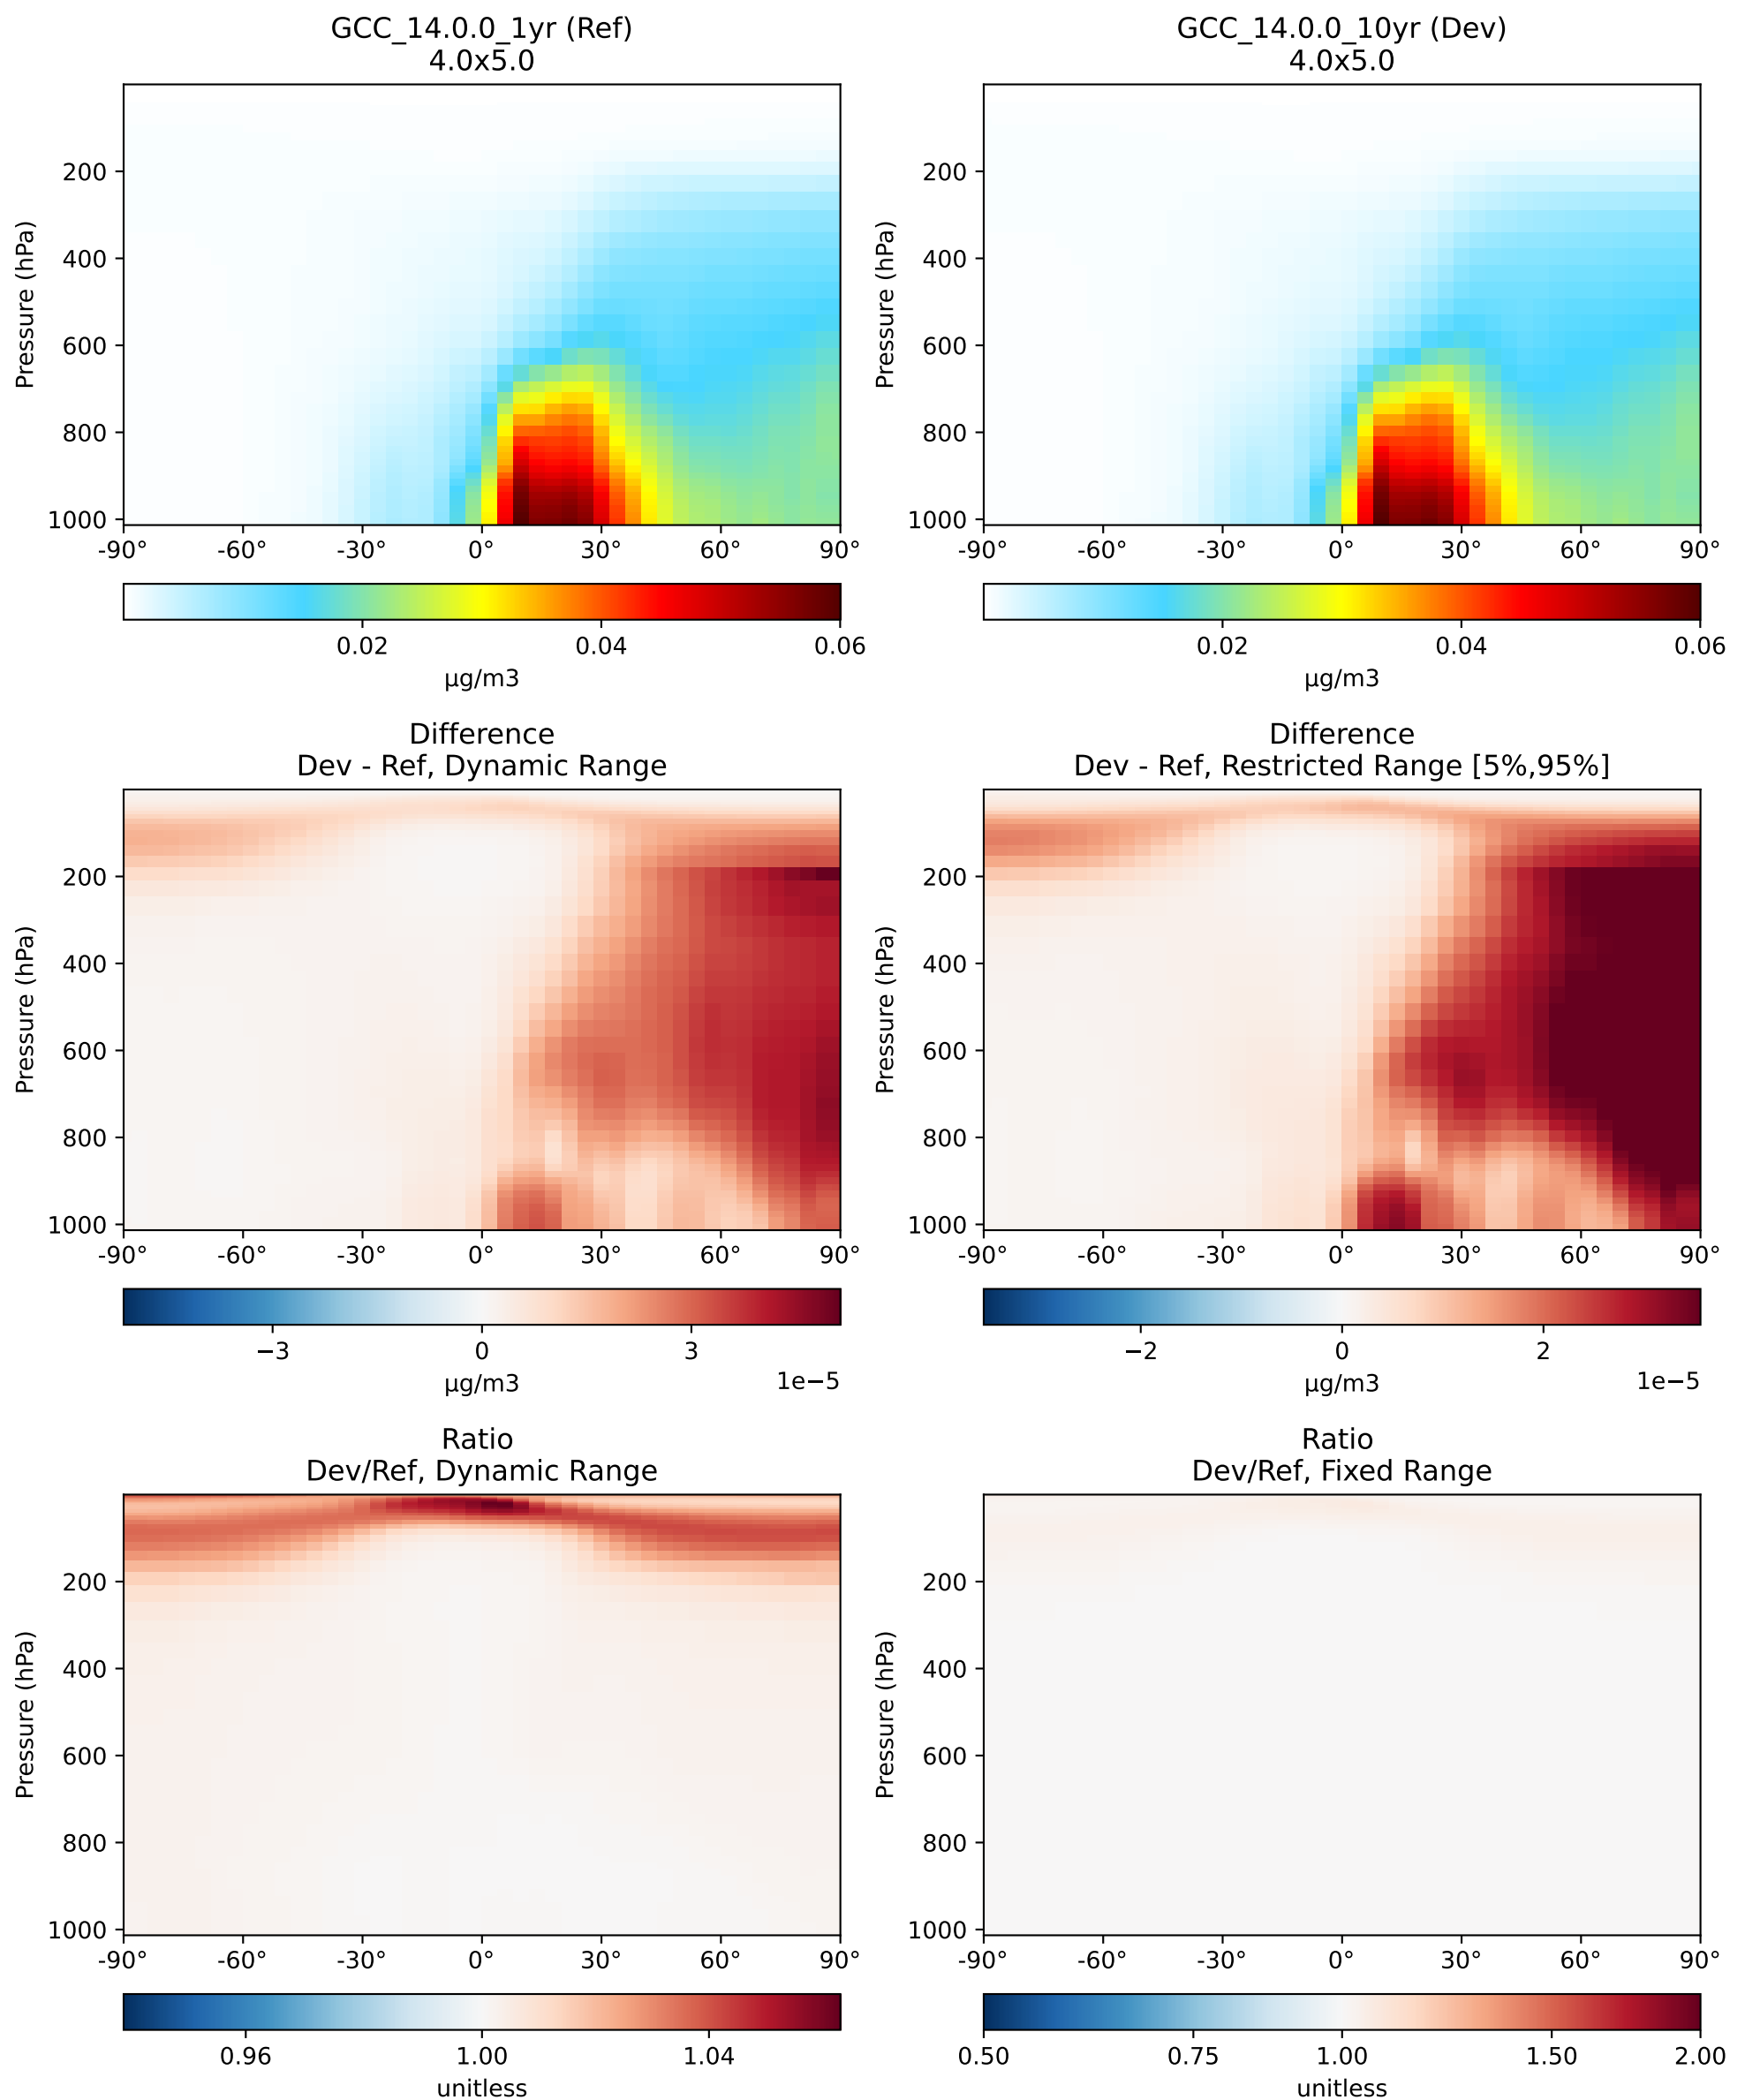 GCC_14.0.0_1yr (Ref)
4.0x5.0
Pressure (hPa)
200
400
600
800
1000
-90° -60° -30° 0° 30° 60° 90°
0.02 0.04 0.06
µg/m3
GCC_14.0.0_10yr (Dev)
4.0x5.0
Pressure (hPa)
200
400
600
800
1000
-90° -60° -30° 0° 30° 60° 90°
0.02 0.04 0.06
µg/m3
Difference
Dev - Ref, Dynamic Range
Pressure (hPa)
200
400
600
800
1000
-90° -60° -30° 0° 30° 60° 90°
−3 0 3
µg/m3 1e−5
Difference
Dev - Ref, Restricted Range [5%,95%]
Pressure (hPa)
200
400
600
800
1000
-90° -60° -30° 0° 30° 60° 90°
−2 0 2
µg/m3 1e−5
Ratio
Dev/Ref, Dynamic Range
Pressure (hPa)
200
400
600
800
1000
-90° -60° -30° 0° 30° 60° 90°
0.96 1.00 1.04
unitless
Ratio
Dev/Ref, Fixed Range
Pressure (hPa)
200
400
600
800
1000
-90° -60° -30° 0° 30° 60° 90°
0.50 0.75 1.00 1.50 2.00
unitless